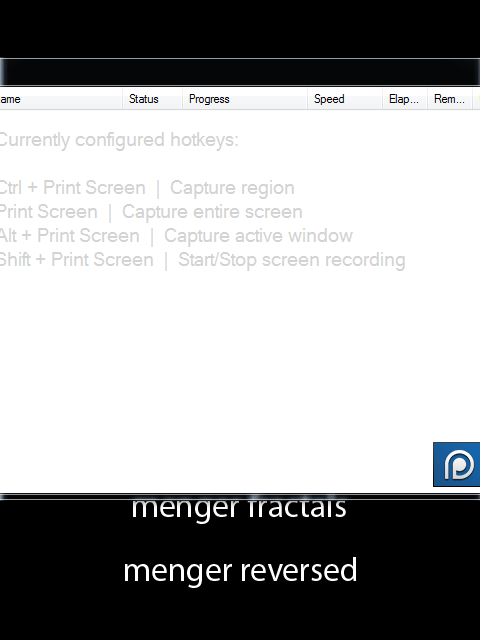 ame Status Progress Speed Elap... Rem...
Currently configured hotkeys:
Ctrl + Print Screen | Capture region
Print Screen | Capture entire screen
Alt + Print Screen | Capture active window
Shift + Print Screen | Start/Stop screen recording
menger fractals
menger reversed